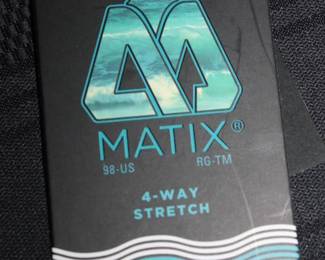 MATIX®
98-US RG-TM
4-WAY
STRETCH